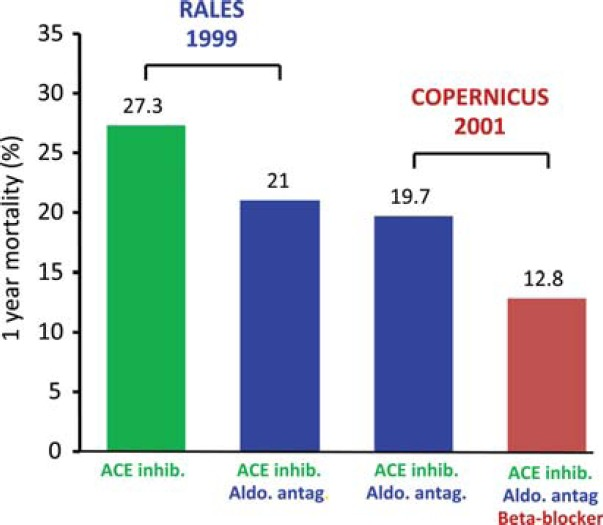 RALES
1999
COPERNICUS
2001
1 year mortality (%)
35
30
25
20
15
10
5
0
27.3
21
19.7
12.8
ACE inhib.
ACE inhib.
Aldo. antag.
ACE inhib.
Aldo. antag.
ACE inhib.
Aldo. antag
Beta-blocker